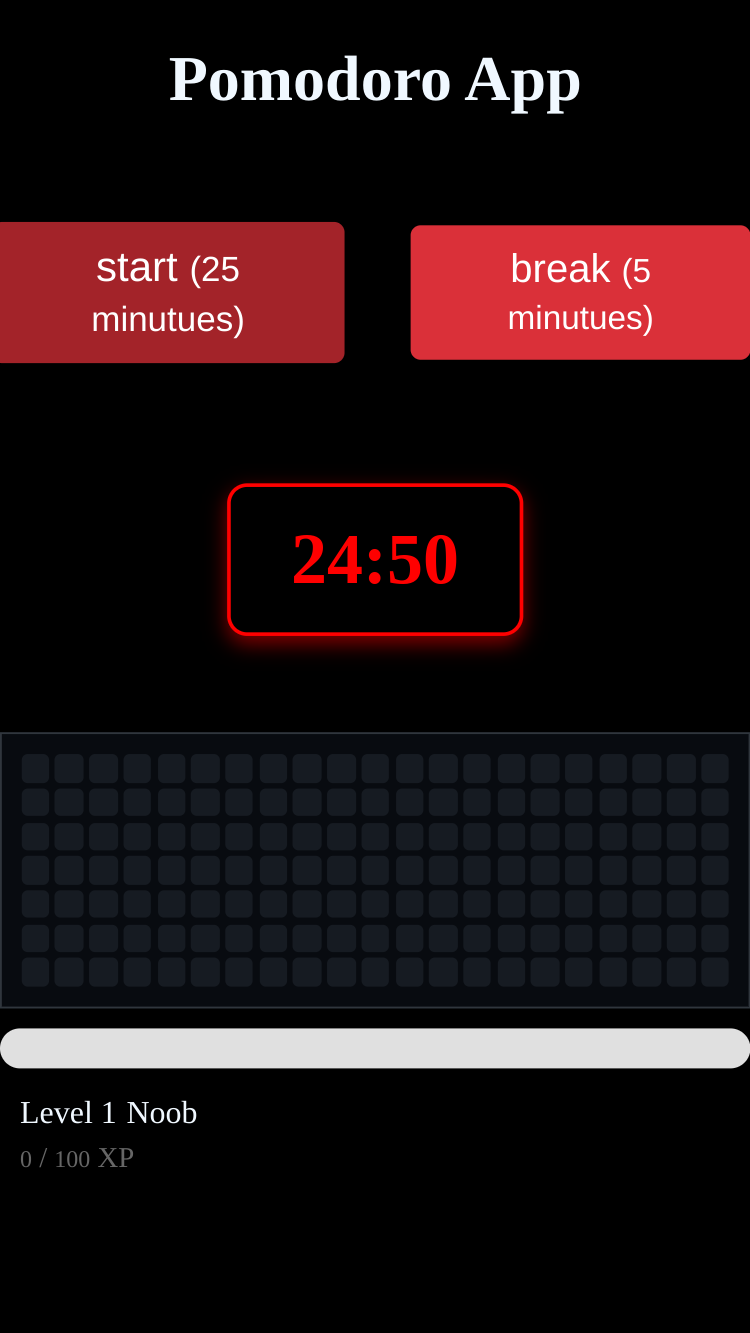 Pomodoro App
start (25
minutues)
break (5
minutues)
24:50
Level 1 Noob
0 / 100 XP